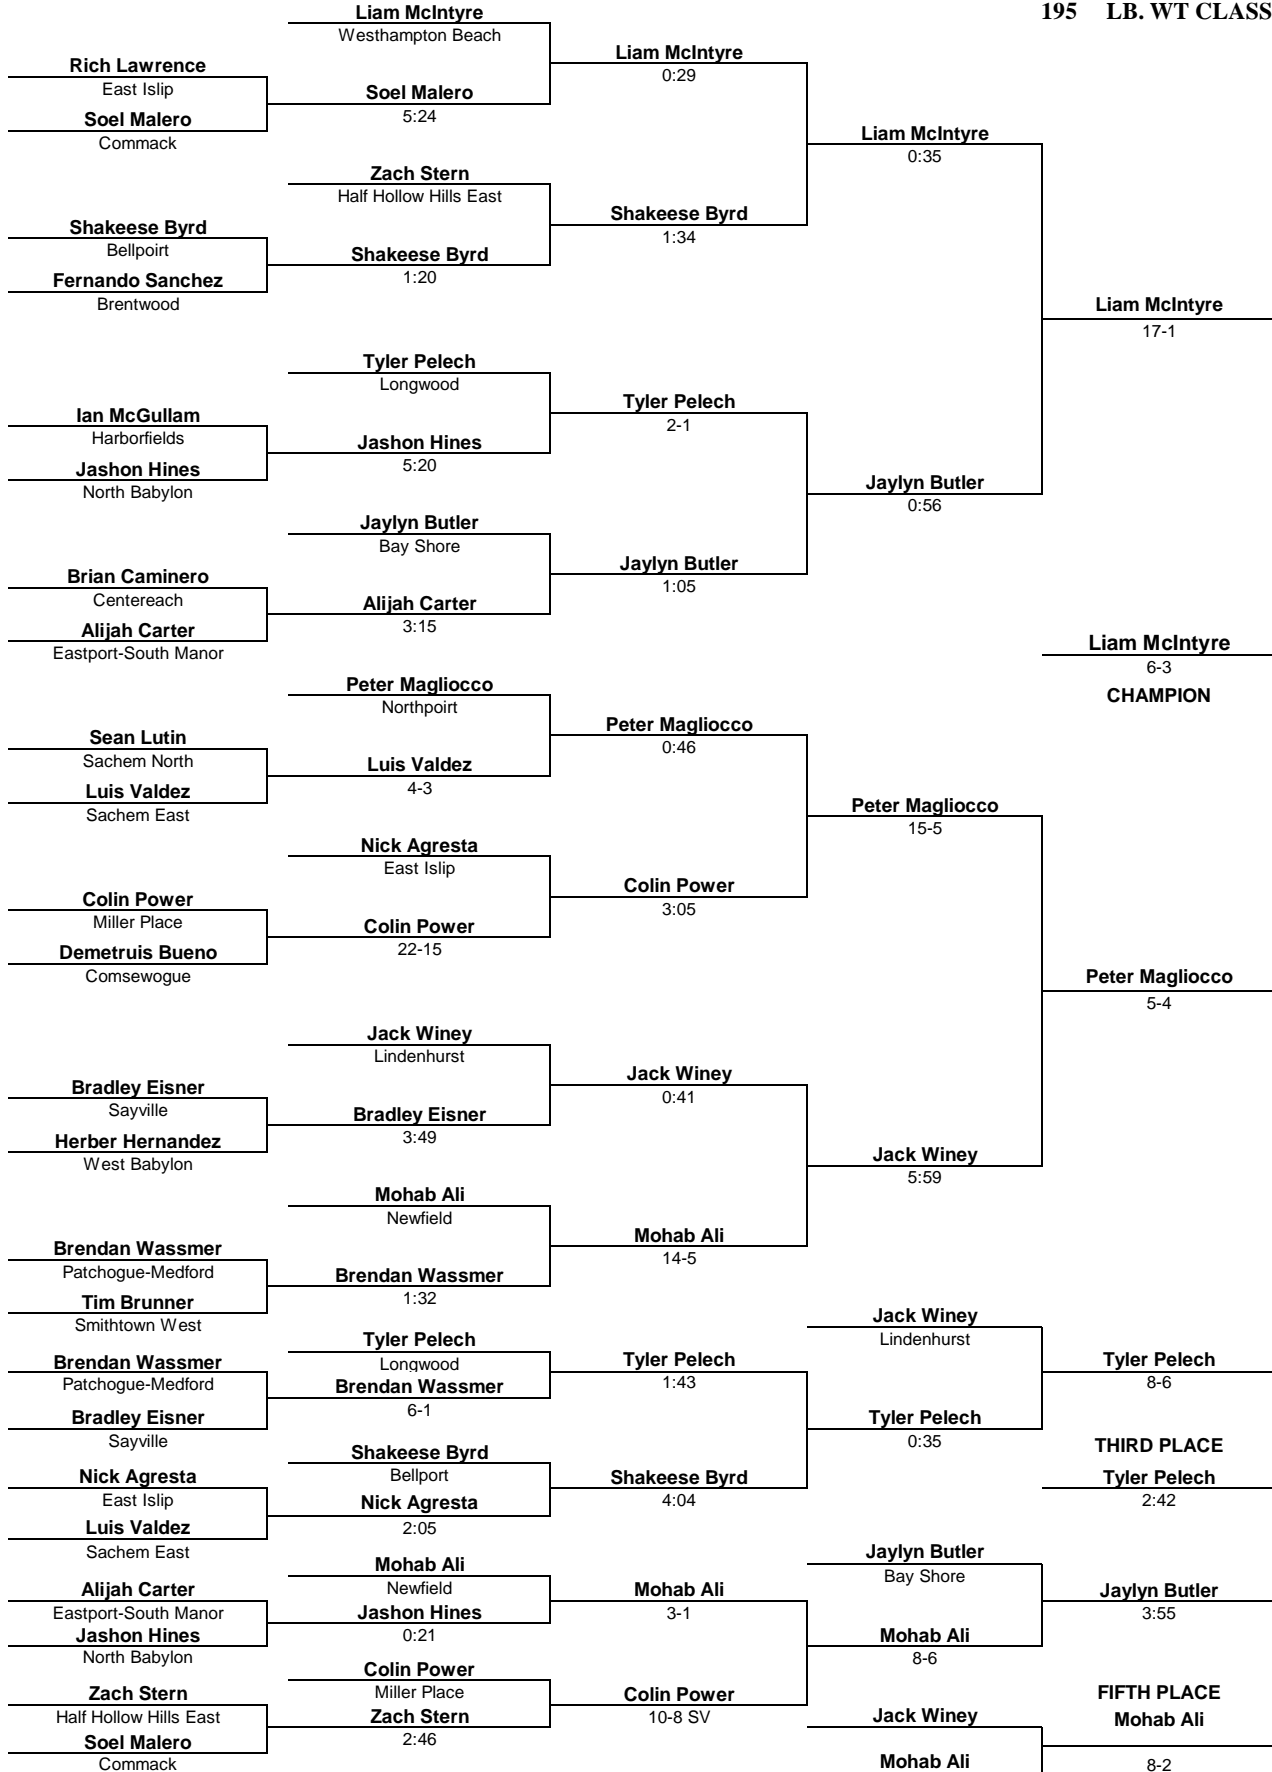 195 LB. WT CLASS
Rich Lawrence
East Islip
Soel Malero
Commack
Shakeese Byrd
Bellpoirt
Fernando Sanchez
Brentwood
Ian McGullam
Harborfields
Jashon Hines
North Babylon
Brian Caminero
Centereach
Alijah Carter
Eastport-South Manor
Sean Lutin
Sachem North
Luis Valdez
Sachem East
Colin Power
Miller Place
Demetruis Bueno
Comsewogue
Bradley Eisner
Sayville
Herber Hernandez
West Babylon
Brendan Wassmer
Patchogue-Medford
Tim Brunner
Smithtown West
Brendan Wassmer
Patchogue-Medford
Bradley Eisner
Sayville
Nick Agresta
East Islip
Luis Valdez
Sachem East
Alijah Carter
Eastport-South Manor
Jashon Hines
North Babylon
Zach Stern
Half Hollow Hills East
Soel Malero
Commack
Liam McIntyre
Westhampton Beach
Soel Malero
5:24
Zach Stern
Half Hollow Hills East
Shakeese Byrd
1:20
Tyler Pelech
Longwood
Jashon Hines
5:20
Jaylyn Butler
Bay Shore
Alijah Carter
3:15
Peter Magliocco
Northpoirt
Luis Valdez
4-3
Nick Agresta
East Islip
Colin Power
22-15
Jack Winey
Lindenhurst
Bradley Eisner
3:49
Mohab Ali
Newfield
Brendan Wassmer
1:32
Tyler Pelech
Longwood
Brendan Wassmer
6-1
Shakeese Byrd
Bellport
Nick Agresta
2:05
Mohab Ali
Newfield
Jashon Hines
0:21
Colin Power
Miller Place
Zach Stern
2:46
Liam McIntyre
0:29
Shakeese Byrd
1:34
Tyler Pelech
2-1
Jaylyn Butler
1:05
Peter Magliocco
0:46
Colin Power
3:05
Jack Winey
0:41
Mohab Ali
14-5
Tyler Pelech
1:43
Shakeese Byrd
4:04
Mohab Ali
3-1
Colin Power
10-8 SV
Liam McIntyre
0:35
Jaylyn Butler
0:56
Peter Magliocco
15-5
Jack Winey
5:59
Jack Winey
Lindenhurst
Tyler Pelech
0:35
Jaylyn Butler
Bay Shore
Mohab Ali
8-6
Jack Winey
Mohab Ali
Liam McIntyre
17-1
Liam McIntyre
6-3
CHAMPION
Peter Magliocco
5-4
Tyler Pelech
8-6
THIRD PLACE
Tyler Pelech
2:42
Jaylyn Butler
3:55
FIFTH PLACE
Mohab Ali
8-2